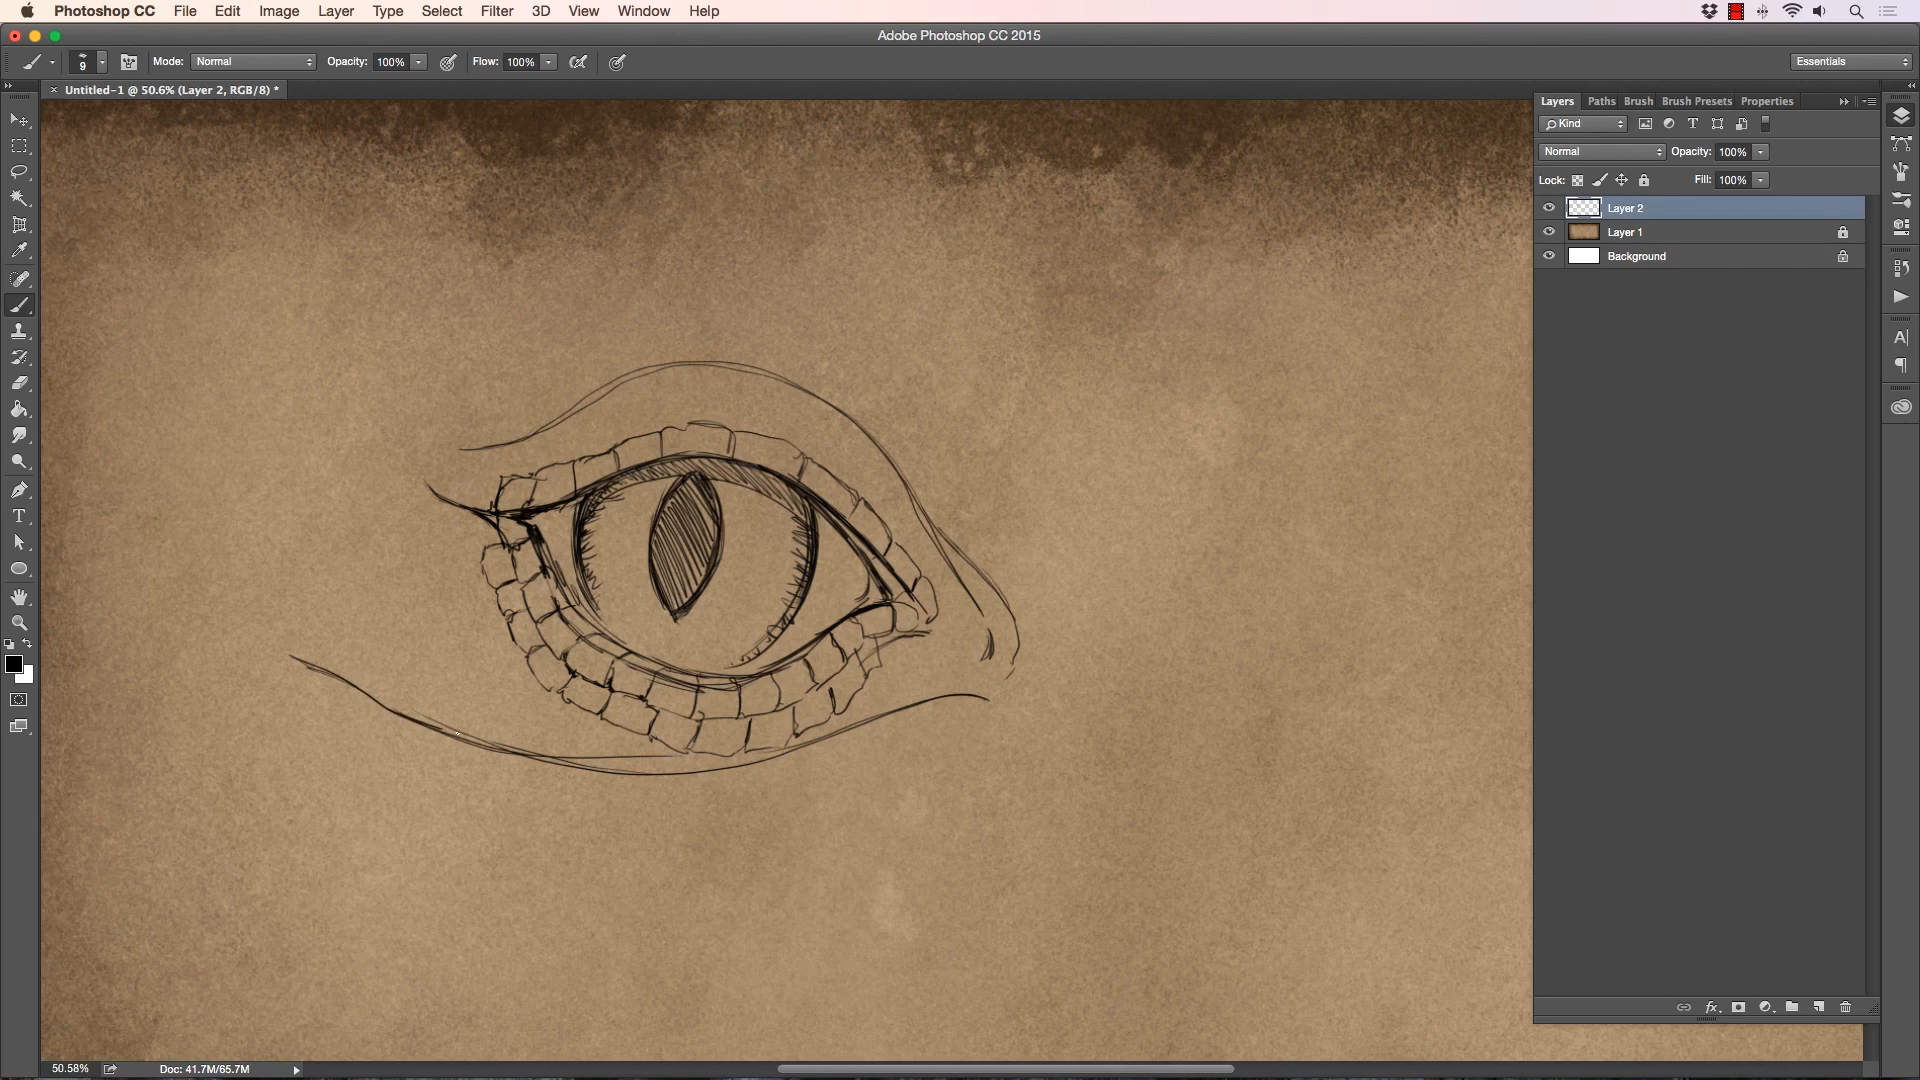 Photoshop CC File Edit Image Layer Type Select Filter 3D View Window Help
Adobe Photoshop CC 2015
9 Mode: Normal Opacity: 100% Flow: 100% Essentials
× Untitled-1 @ 50.6% (Layer 2, RGB/8) *
Layers Paths Brush Brush Presets Properties
Kind
Normal Opacity: 100%
Lock: Fill: 100%
Layer 2
Layer 1
Background
50.58% Doc: 41.7M/65.7M